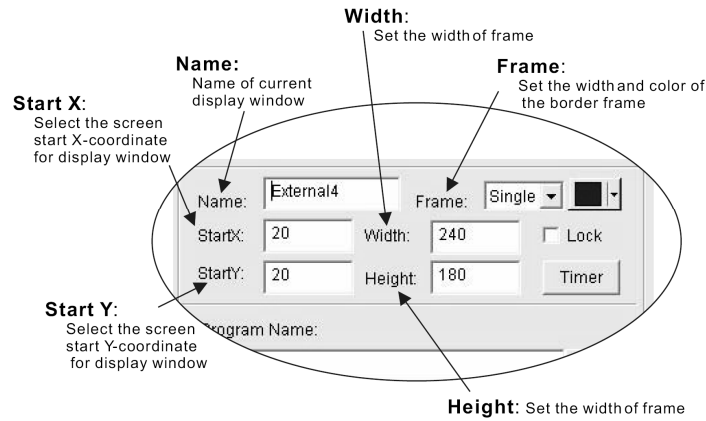 Width:
Set the width of frame
Name:
Name of current
display window
Frame:
Set the width and color of
the border frame
Start X:
Select the screen
start X-coordinate
for display window
Name:
External4
Frame:
Single
StartX:
20
Width:
240
Lock
StartY:
20
Height:
180
Timer
Start Y:
Select the screen
start Y-coordinate
for display window
Program Name:
Height: Set the width of frame